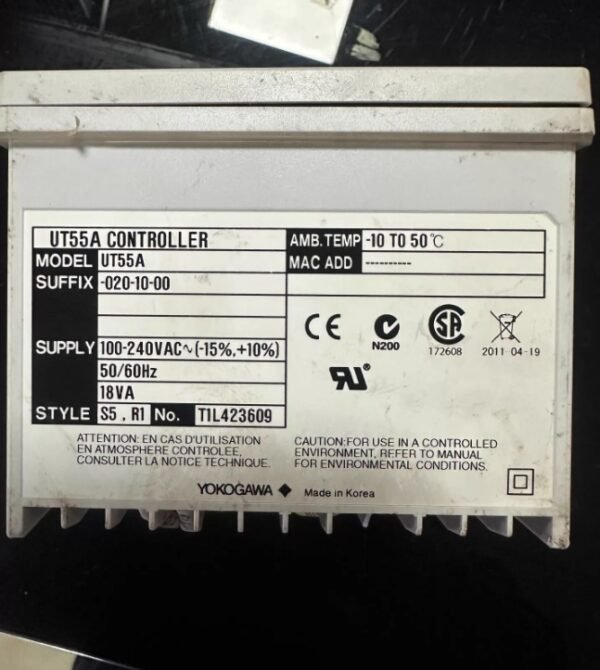 UT55A CONTROLLER
MODEL UT55A
SUFFIX -020-10-00
SUPPLY 100-240VAC~(-15%,+10%)
50/60Hz
18VA
STYLE S5 . R1 No. T1L423609
AMB.TEMP -10 TO 50℃
MAC ADD ----------
CE
N200
SA
172608
2011-04-19
RU®
ATTENTION: EN CAS D'UTILISATION
EN ATMOSPHERE CONTROLEE,
CONSULTER LA NOTICE TECHNIQUE.
CAUTION:FOR USE IN A CONTROLLED
ENVIRONMENT, REFER TO MANUAL
FOR ENVIRONMENTAL CONDITIONS.
YOKOGAWA ◆ Made in Korea